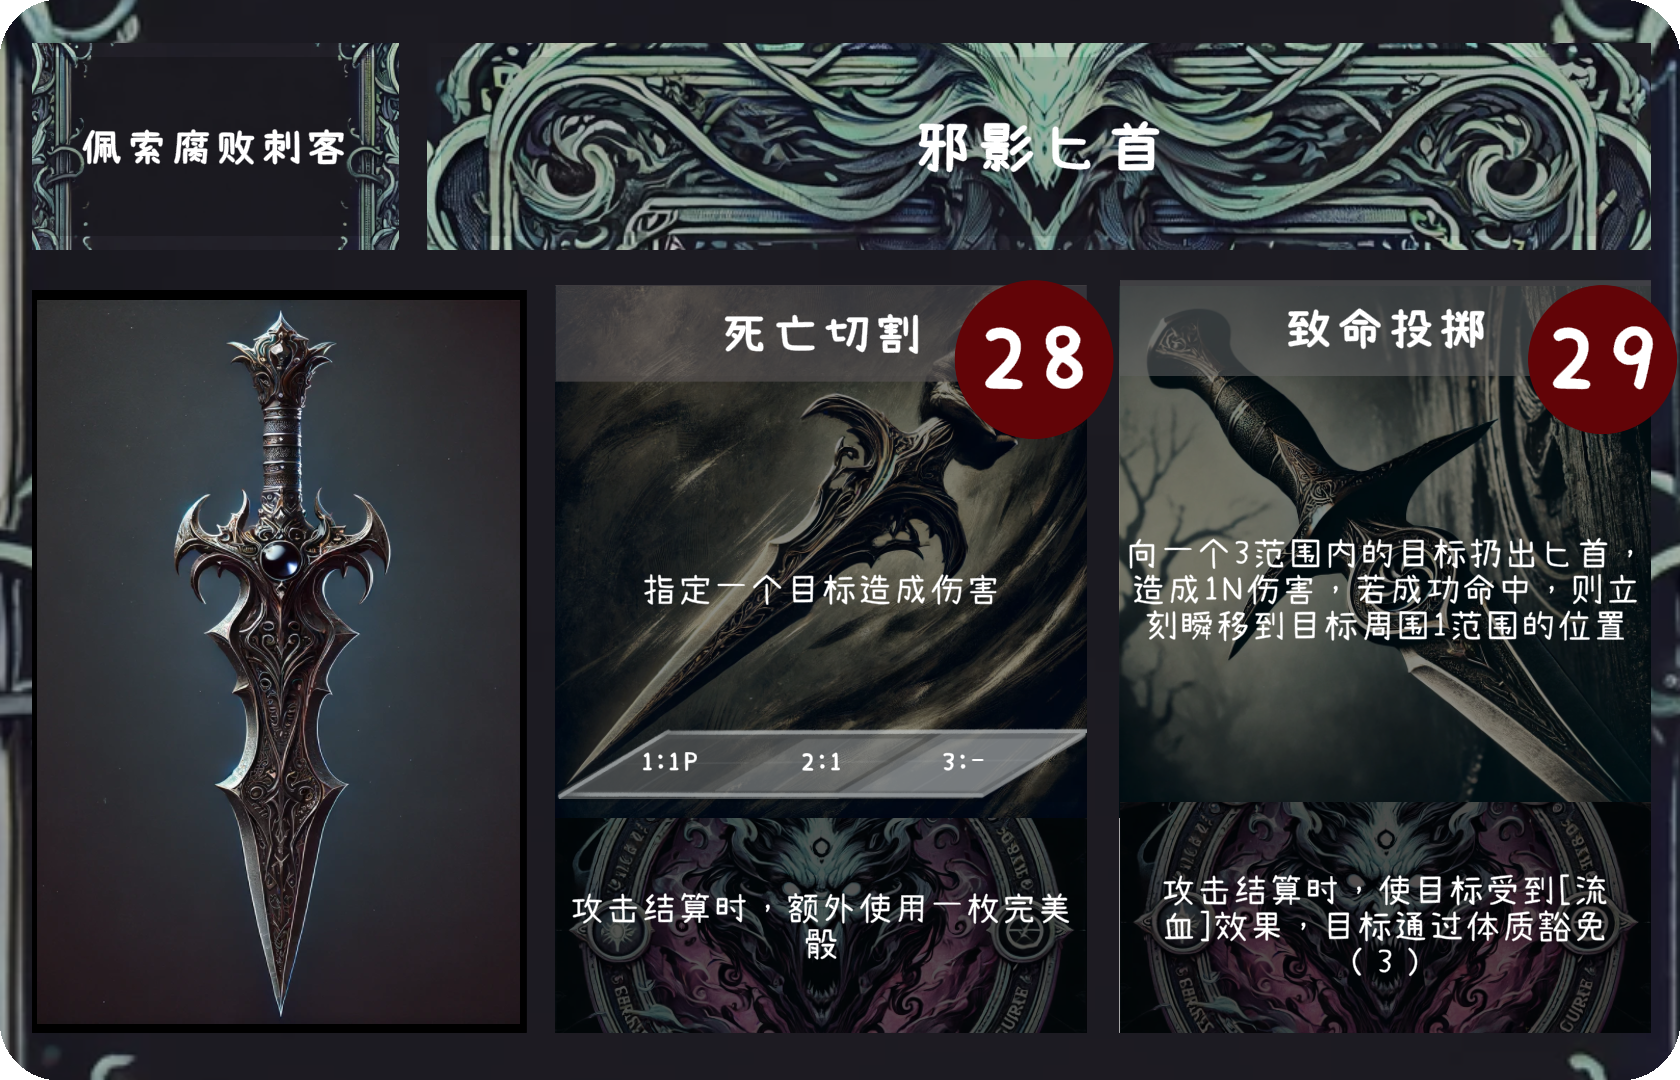 佩索腐败刺客
邪影匕首
死亡切割
28
指定一个目标造成伤害
1:1P 2:1 3:-
攻击结算时，额外使用一枚完美
骰
致命投掷
29
向一个3范围内的目标扔出匕首，
造成1N伤害，若成功命中，则立
刻瞬移到目标周围1范围的位置
攻击结算时，使目标受到[流
血]效果，目标通过体质豁免
(3)